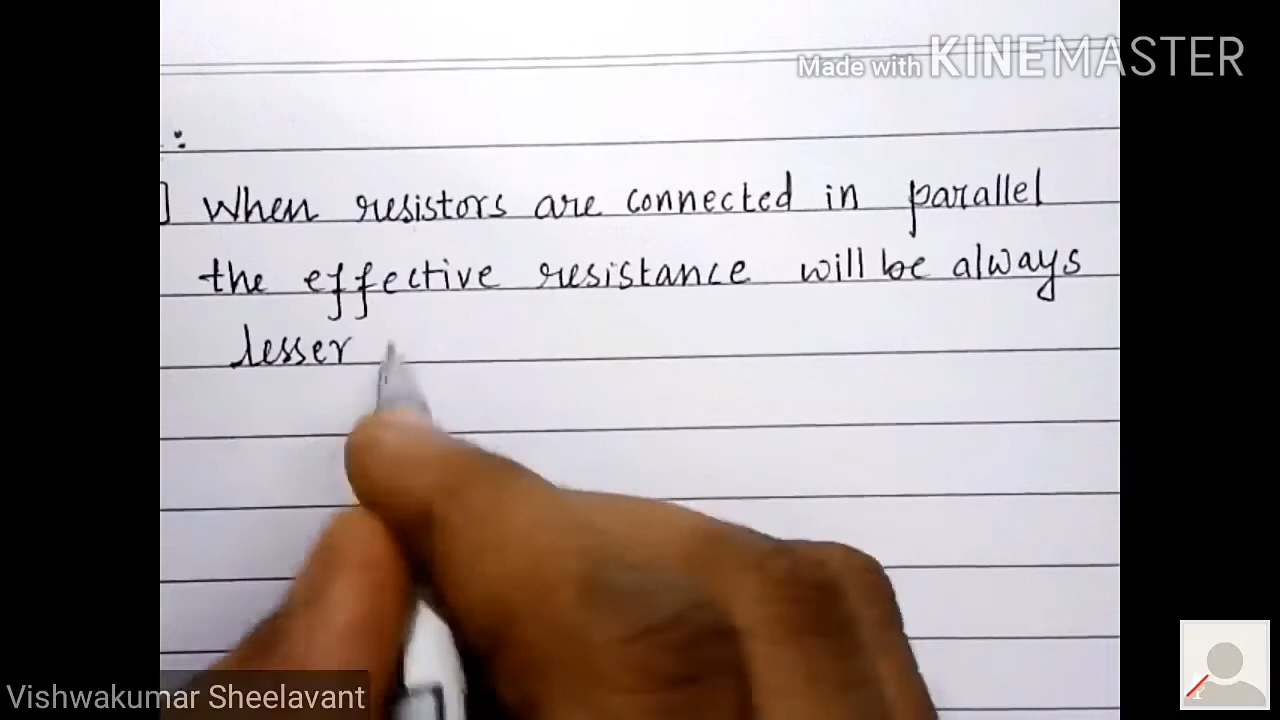 Made with KINEMASTER
:
] When resistors are connected in parallel
the effective resistance will be always
lesser
Vishwakumar Sheelavant